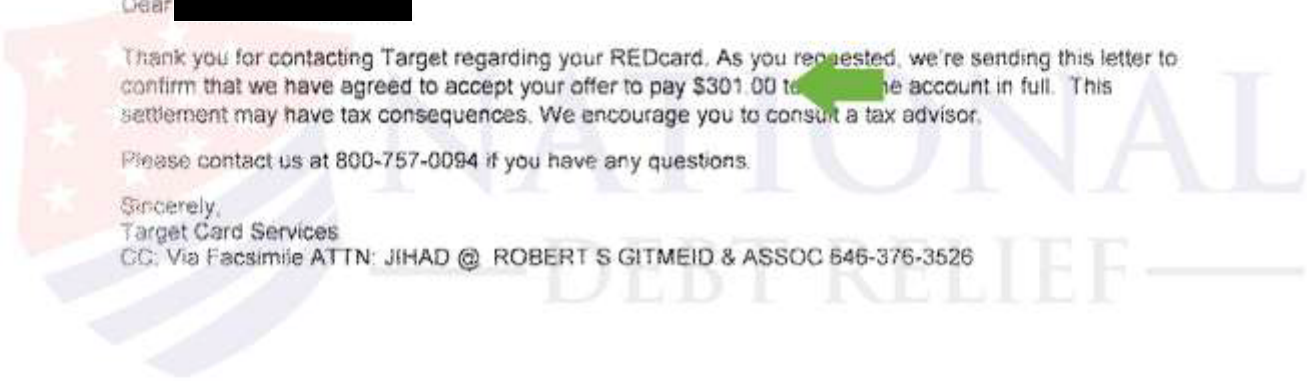 Dear
Thank you for contacting Target regarding your REDcard. As you requested, we're sending this letter to
confirm that we have agreed to accept your offer to pay $301.00 account in full. This
settlement may have tax consequences. We encourage you to consult a tax advisor.
Please contact us at 800-757-0094 if you have any questions.
Sincerely,
Target Card Services
CC: Via Facsimile ATTN: JIHAD @ ROBERT S GITMEID & ASSOC 646-376-3526
NATIONAL
DEBT RELIEF